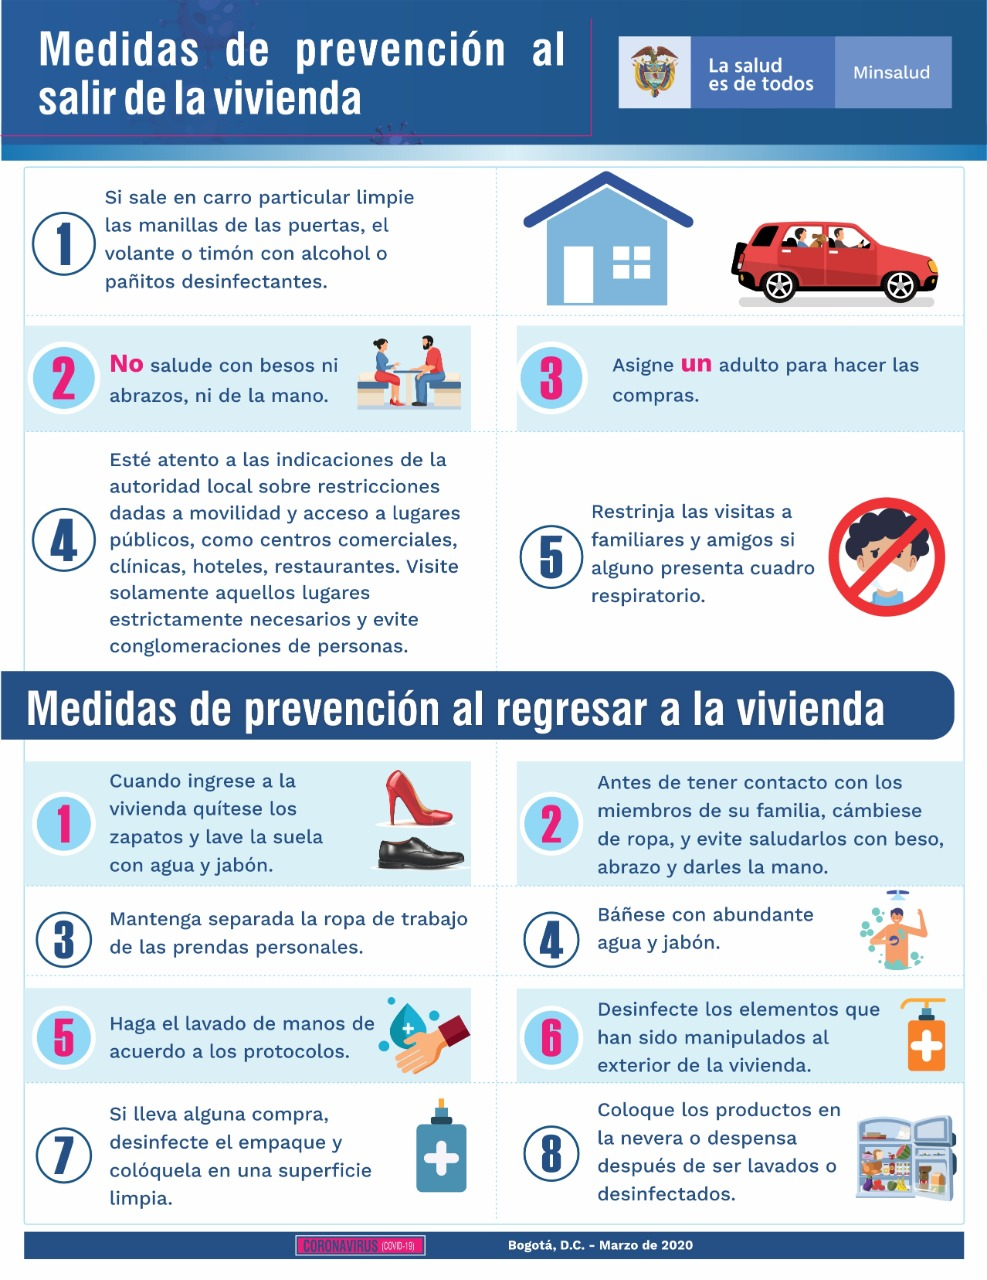 Medidas de prevención al
salir de la vivienda
La salud
es de todos
Minsalud
1
Si sale en carro particular limpie
las manillas de las puertas, el
volante o timón con alcohol o
pañitos desinfectantes.
2
No salude con besos ni
abrazos, ni de la mano.
3
Asigne un adulto para hacer las
compras.
4
Esté atento a las indicaciones de la
autoridad local sobre restricciones
dadas a movilidad y acceso a lugares
públicos, como centros comerciales,
clínicas, hoteles, restaurantes. Visite
solamente aquellos lugares
estrictamente necesarios y evite
conglomeraciones de personas.
5
Restrinja las visitas a
familiares y amigos si
alguno presenta cuadro
respiratorio.
Medidas de prevención al regresar a la vivienda
1
Cuando ingrese a la
vivienda quítese los
zapatos y lave la suela
con agua y jabón.
2
Antes de tener contacto con los
miembros de su familia, cámbiese
de ropa, y evite saludarlos con beso,
abrazo y darles la mano.
3
Mantenga separada la ropa de trabajo
de las prendas personales.
4
Báñese con abundante
agua y jabón.
5
Haga el lavado de manos de
acuerdo a los protocolos.
6
Desinfecte los elementos que
han sido manipulados al
exterior de la vivienda.
7
Si lleva alguna compra,
desinfecte el empaque y
colóquela en una superficie
limpia.
8
Coloque los productos en
la nevera o despensa
después de ser lavados o
desinfectados.
CORONAVIRUS (COVID-19)
Bogotá, D.C. - Marzo de 2020